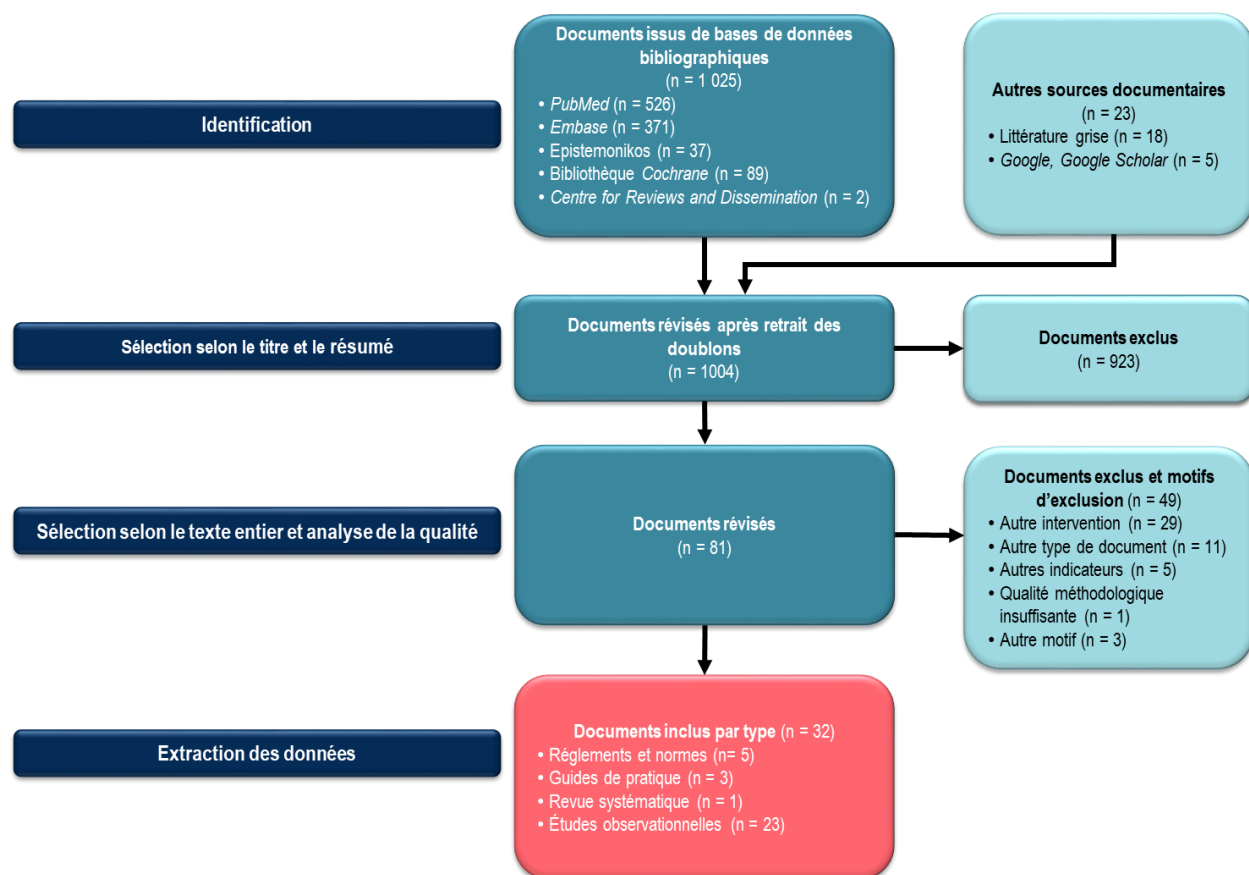 Identification
Documents issus de bases de données
bibliographiques
(n = 1 025)
• PubMed (n = 526)
• Embase (n = 371)
• Epistemonikos (n = 37)
• Bibliothèque Cochrane (n = 89)
• Centre for Reviews and Dissemination (n = 2)
Autres sources documentaires
(n = 23)
• Littérature grise (n = 18)
• Google, Google Scholar (n = 5)
Sélection selon le titre et le résumé
Documents révisés après retrait des
doublons
(n = 1004)
Documents exclus
(n = 923)
Sélection selon le texte entier et analyse de la qualité
Documents révisés
(n = 81)
Documents exclus et motifs
d’exclusion (n = 49)
• Autre intervention (n = 29)
• Autre type de document (n = 11)
• Autres indicateurs (n = 5)
• Qualité méthodologique
insuffisante (n = 1)
• Autre motif (n = 3)
Extraction des données
Documents inclus par type (n = 32)
• Réglements et normes (n= 5)
• Guides de pratique (n = 3)
• Revue systématique (n = 1)
• Études observationnelles (n = 23)